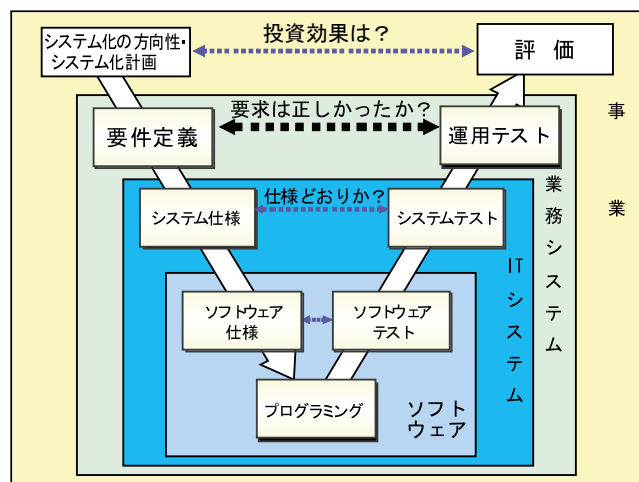 システム化の方向性・
システム化計画
投資効果は？
評 価
要件定義
要求は正しかったか？
運用テスト
事業
システム仕様
仕様どおりか？
システムテスト
業務システム
ITシステム
ソフトウェア
仕様
ソフトウェア
テスト
プログラミング
ソフト
ウェア